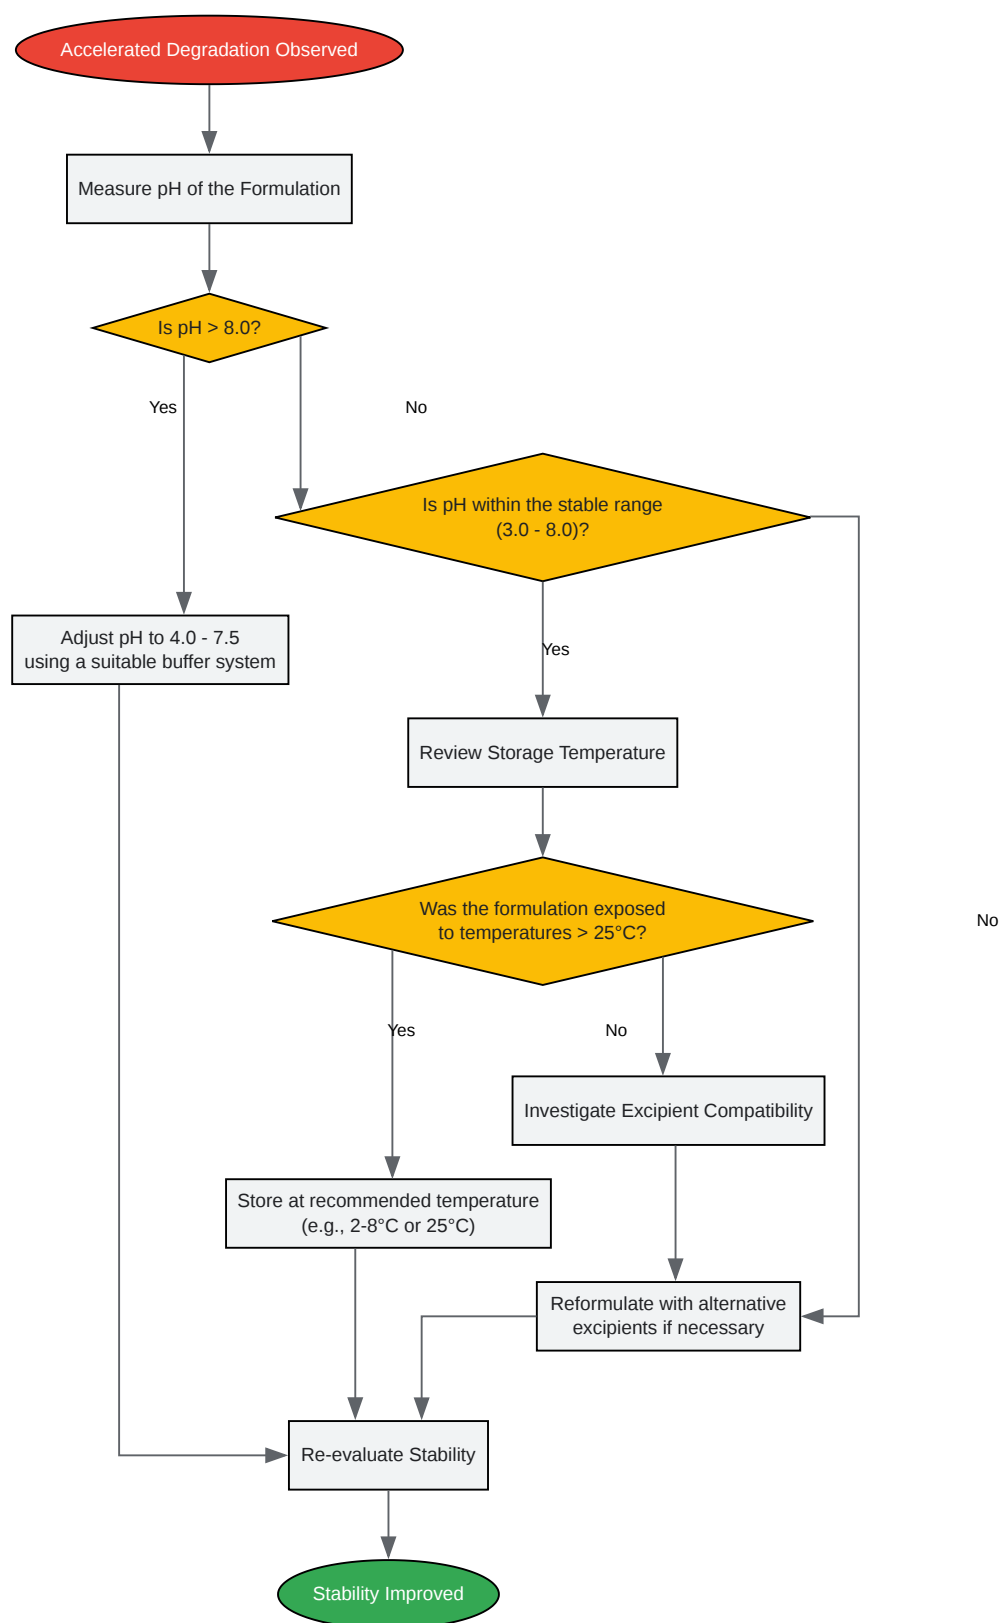 Accelerated Degradation Observed
Measure pH of the Formulation
Is pH > 8.0?
Yes
No
Is pH within the stable range
(3.0 - 8.0)?
Adjust pH to 4.0 - 7.5
using a suitable buffer system
Yes
Review Storage Temperature
Was the formulation exposed
to temperatures > 25°C?
No
Yes
No
Investigate Excipient Compatibility
Store at recommended temperature
(e.g., 2-8°C or 25°C)
Reformulate with alternative
excipients if necessary
Re-evaluate Stability
Stability Improved